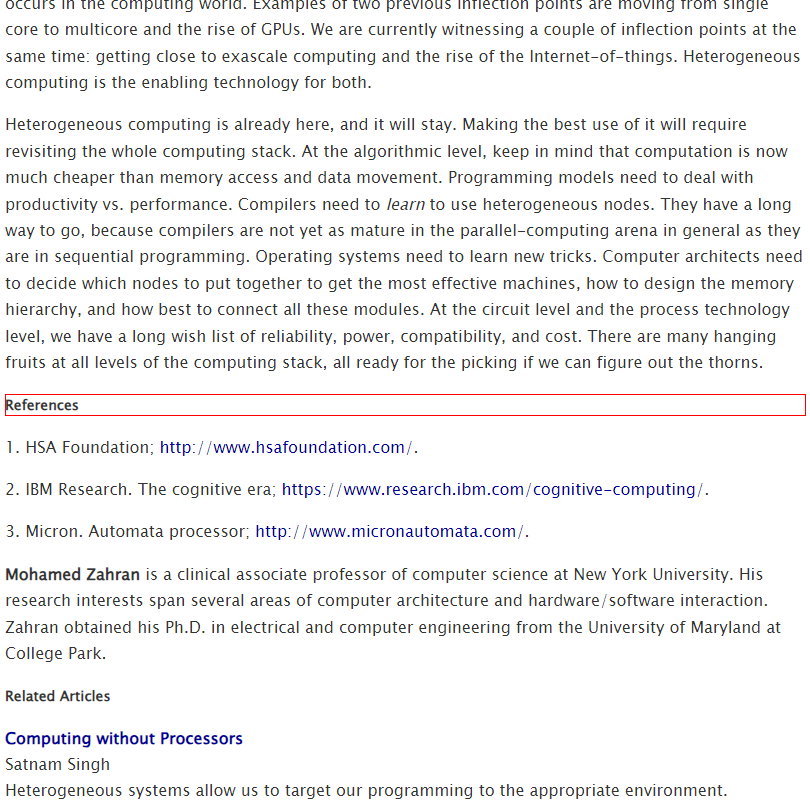 occurs in the computing world. Examples of two previous inflection points are moving from single
core to multicore and the rise of GPUs. We are currently witnessing a couple of inflection points at the
same time: getting close to exascale computing and the rise of the Internet-of-things. Heterogeneous
computing is the enabling technology for both.
Heterogeneous computing is already here, and it will stay. Making the best use of it will require
revisiting the whole computing stack. At the algorithmic level, keep in mind that computation is now
much cheaper than memory access and data movement. Programming models need to deal with
productivity vs. performance. Compilers need to learn to use heterogeneous nodes. They have a long
way to go, because compilers are not yet as mature in the parallel-computing arena in general as they
are in sequential programming. Operating systems need to learn new tricks. Computer architects need
to decide which nodes to put together to get the most effective machines, how to design the memory
hierarchy, and how best to connect all these modules. At the circuit level and the process technology
level, we have a long wish list of reliability, power, compatibility, and cost. There are many hanging
fruits at all levels of the computing stack, all ready for the picking if we can figure out the thorns.
References
1. HSA Foundation; http://www.hsafoundation.com/.
2. IBM Research. The cognitive era; https://www.research.ibm.com/cognitive-computing/.
3. Micron. Automata processor; http://www.micronautomata.com/.
Mohamed Zahran is a clinical associate professor of computer science at New York University. His
research interests span several areas of computer architecture and hardware/software interaction.
Zahran obtained his Ph.D. in electrical and computer engineering from the University of Maryland at
College Park.
Related Articles
Computing without Processors
Satnam Singh
Heterogeneous systems allow us to target our programming to the appropriate environment.